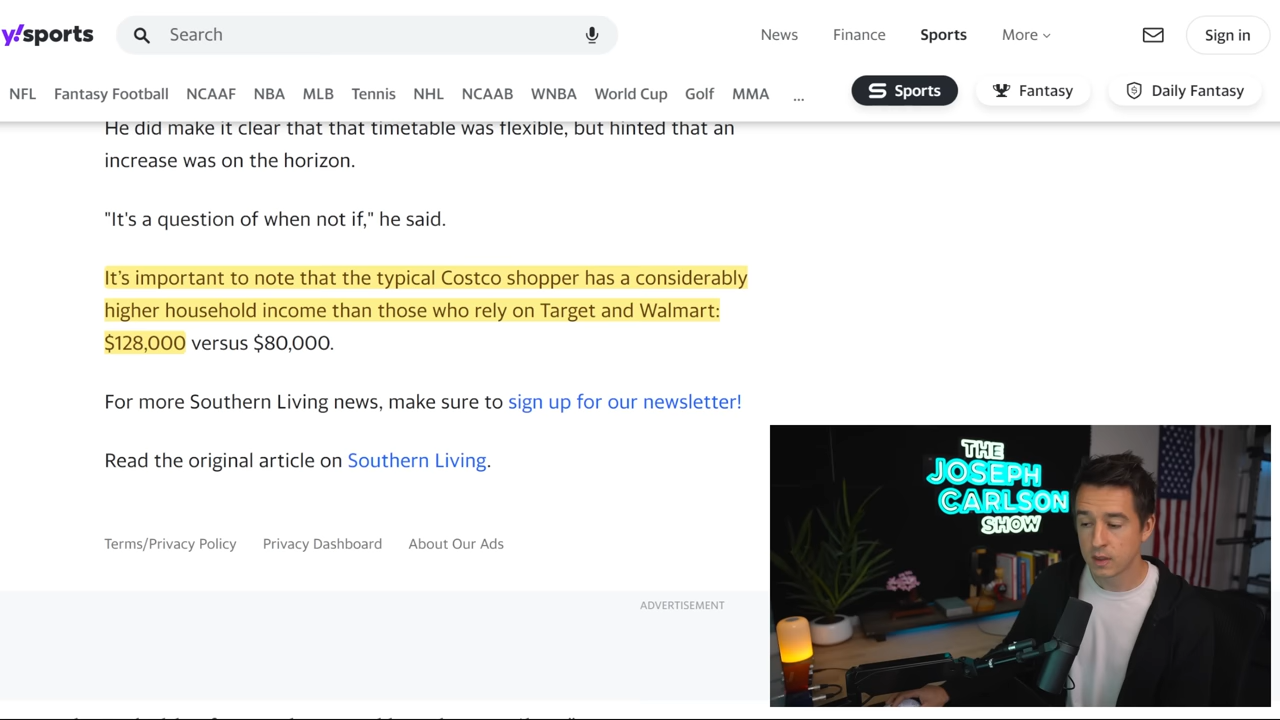 y!sports
Search
News Finance Sports More
Sign in
NFL Fantasy Football NCAAF NBA MLB Tennis NHL NCAAB WNBA World Cup Golf MMA ...
Sports Fantasy Daily Fantasy
He did make it clear that that timetable was flexible, but hinted that an
increase was on the horizon.
"It's a question of when not if," he said.
It’s important to note that the typical Costco shopper has a considerably
higher household income than those who rely on Target and Walmart:
$128,000 versus $80,000.
For more Southern Living news, make sure to sign up for our newsletter!
Read the original article on Southern Living.
THE
JOSEPH
CARLSON
SHOW
Terms/Privacy Policy Privacy Dashboard About Our Ads
ADVERTISEMENT